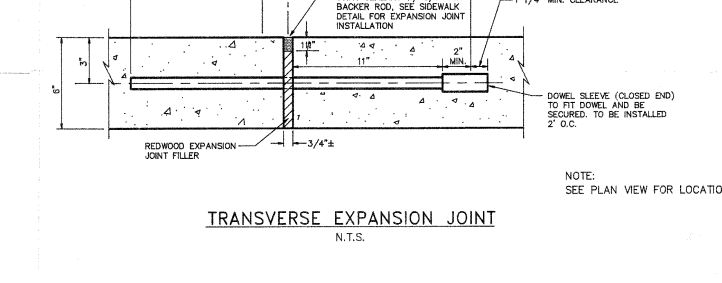 BACKER ROD, SEE SIDEWALK
DETAIL FOR EXPANSION JOINT
INSTALLATION
1 1/4" MIN. CLEARANCE
3"
6"
11"
2"
MIN.
DOWEL SLEEVE (CLOSED END)
TO FIT DOWEL AND BE
SECURED. TO BE INSTALLED
2' O.C.
REDWOOD EXPANSION
JOINT FILLER
3/4"±
NOTE:
SEE PLAN VIEW FOR LOCATIO
TRANSVERSE EXPANSION JOINT
N.T.S.